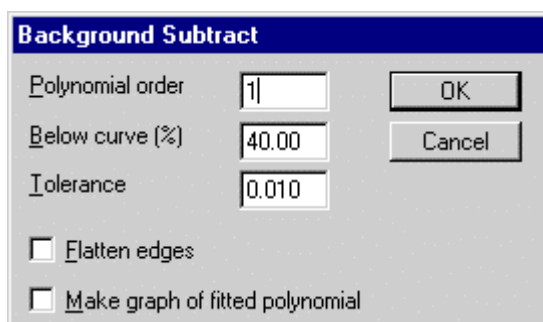 Background Subtract
Polynomial order 1 OK
Below curve (%) 40.00 Cancel
Tolerance 0.010
Flatten edges
Make graph of fitted polynomial